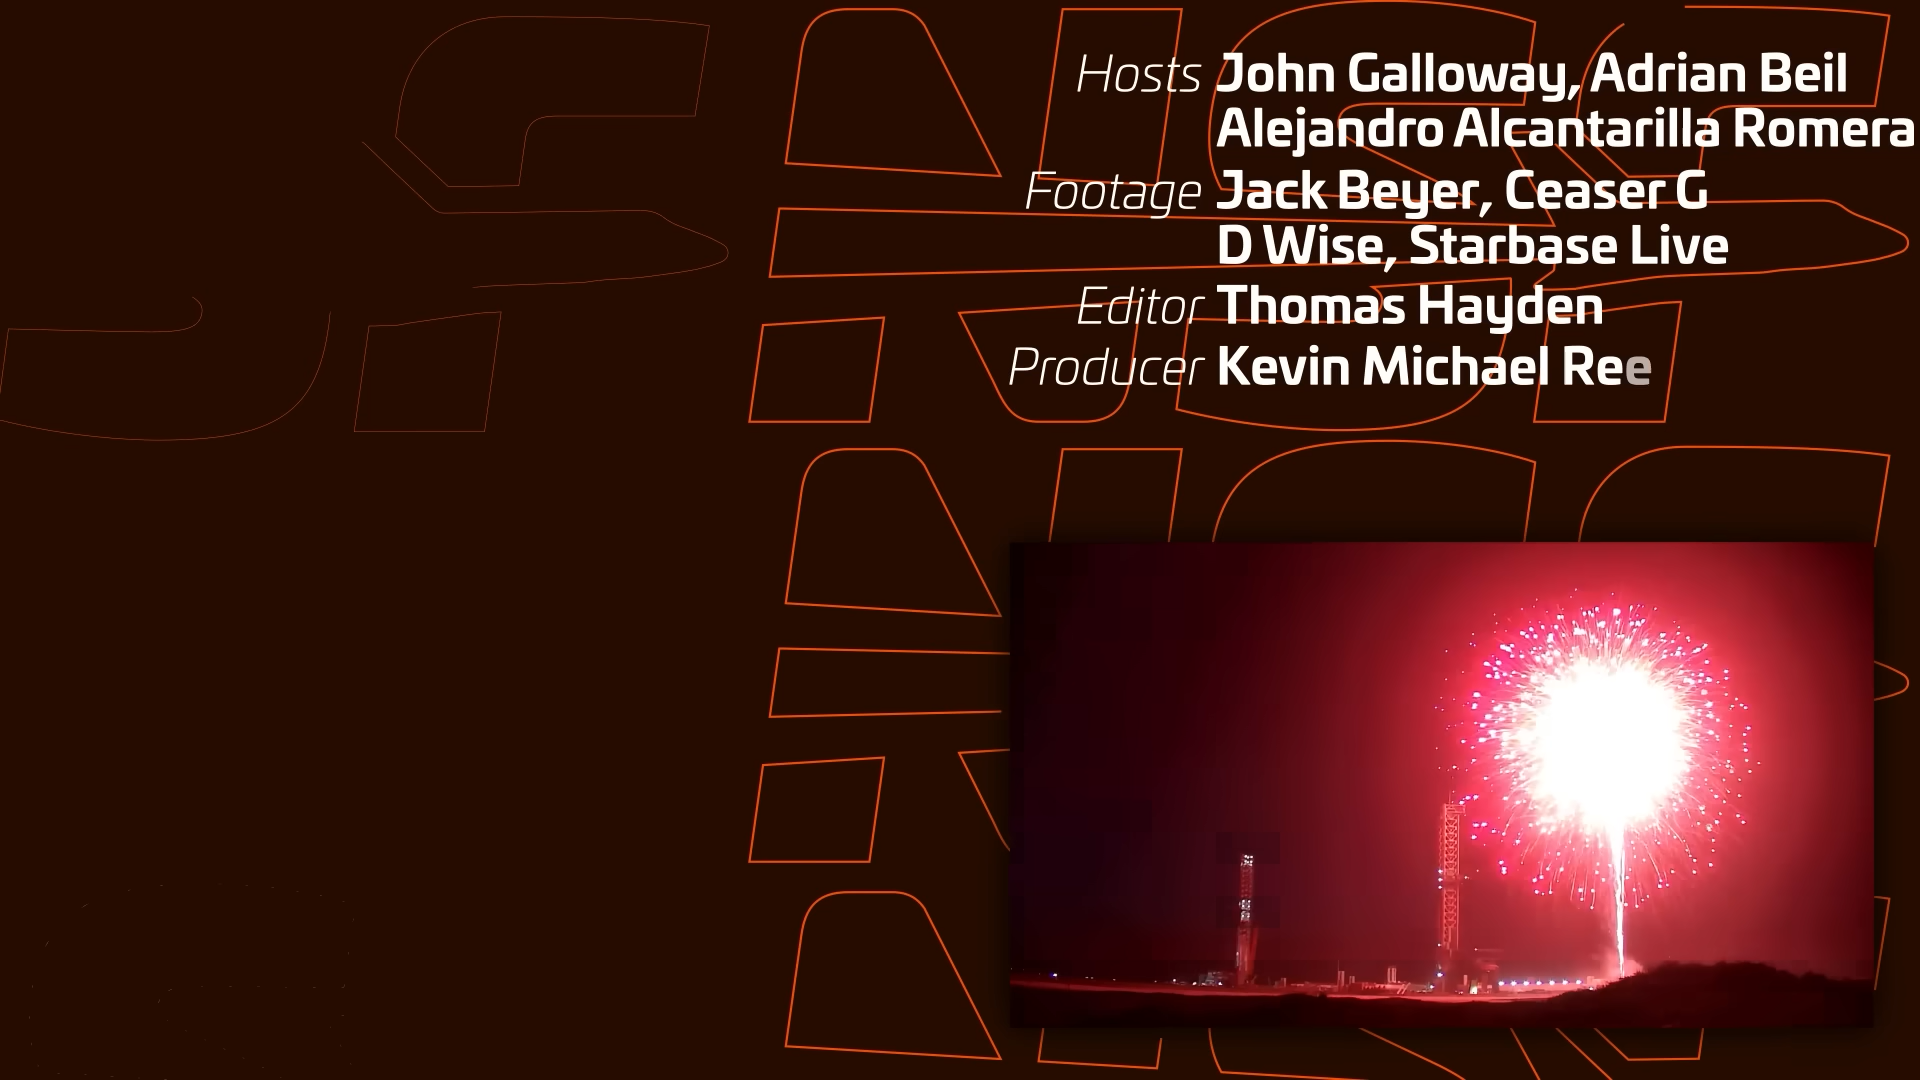 Hosts John Galloway, Adrian Beil
Alejandro Alcantarilla Romera
Footage Jack Beyer, Ceaser G
D Wise, Starbase Live
Editor Thomas Hayden
Producer Kevin Michael Ree